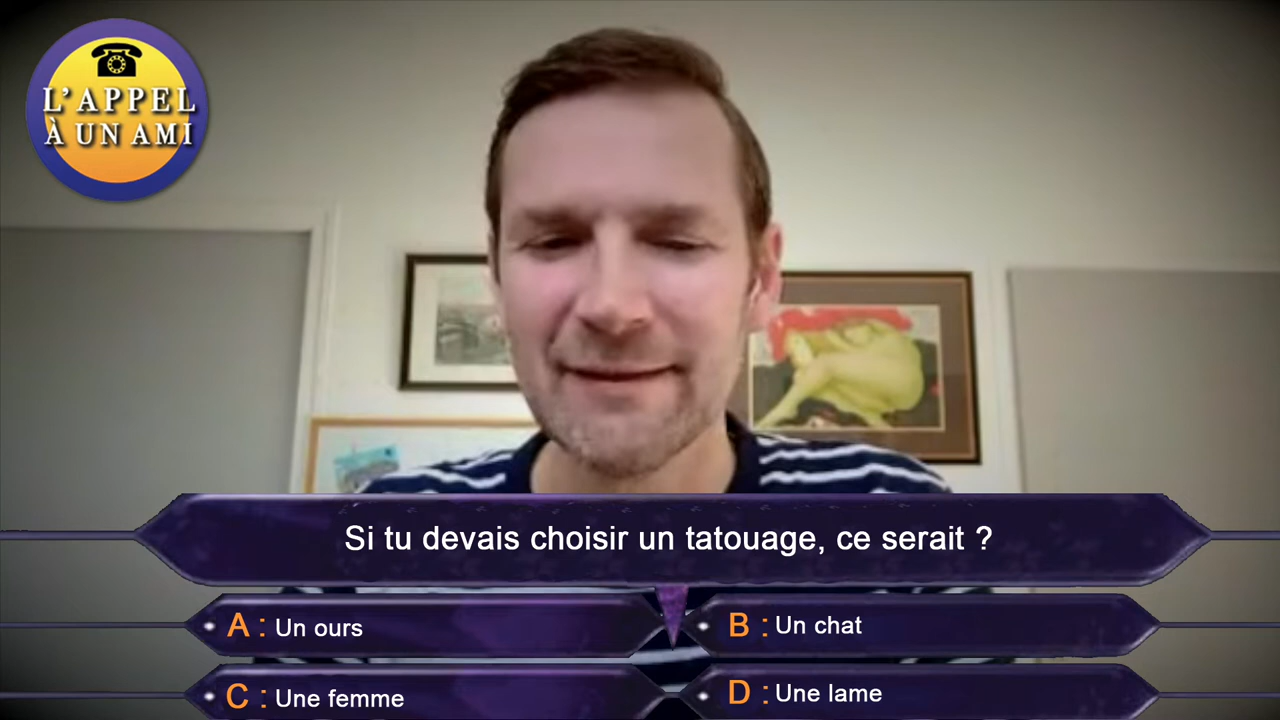 L'APPEL
À UN AMI
Si tu devais choisir un tatouage, ce serait ?
A : Un ours
B : Un chat
C : Une femme
D : Une lame